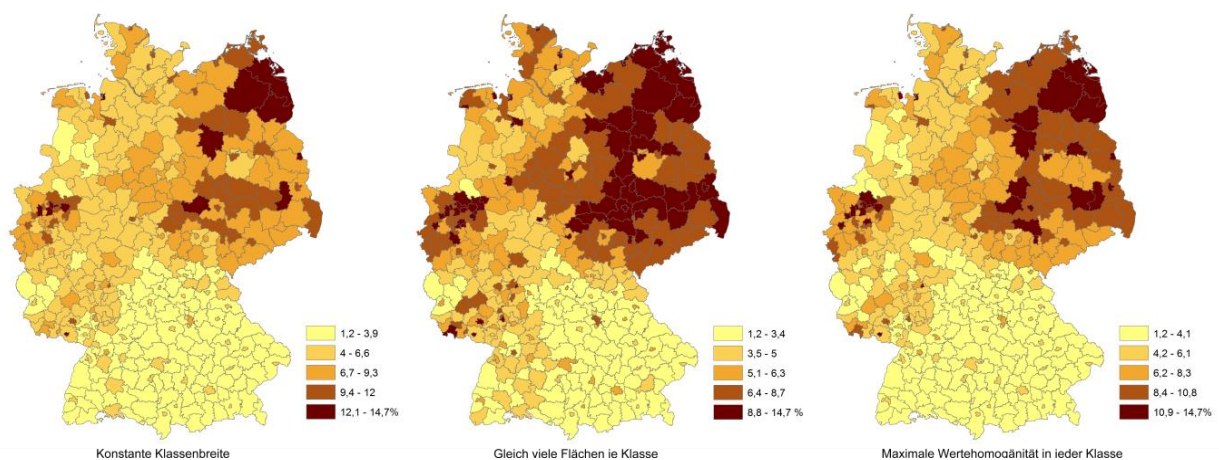 1,2 - 3,9
4 - 6,6
6,7 - 9,3
9,4 - 12
12,1 - 14,7%
Konstante Klassenbreite
1,2 - 3,4
3,5 - 5
5,1 - 6,3
6,4 - 8,7
8,8 - 14,7 %
Gleich viele Flächen je Klasse
1,2 - 4,1
4,2 - 6,1
6,2 - 8,3
8,4 - 10,8
10,9 - 14,7%
Maximale Wertehomogänität in jeder Klasse